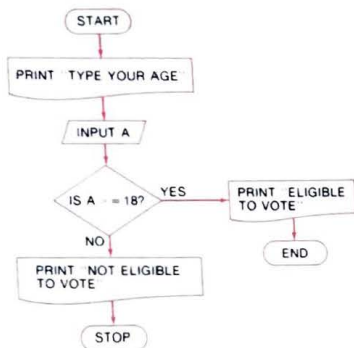 START
PRINT "TYPE YOUR AGE"
INPUT A
IS A = 18?
YES
PRINT "ELIGIBLE
TO VOTE"
END
NO
PRINT "NOT ELIGIBLE
TO VOTE"
STOP